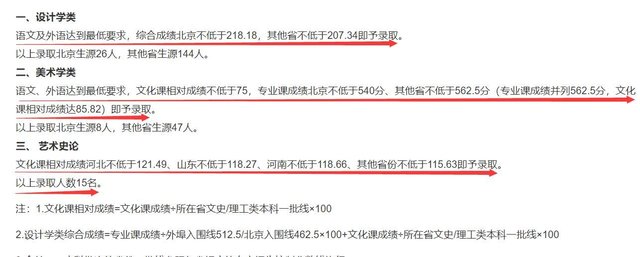 一、设计学类
语文及外语达到最低要求，综合成绩北京不低于218.18，其他省不低于207.34即予录取。
以上录取北京生源26人，其他省生源144人。
二、美术学类
语文、外语达到最低要求，文化课相对成绩不低于75，专业课成绩北京不低于540分、其他省不低于562.5分（专业课成绩并列562.5分，文化
课相对成绩达85.82）即予录取。
以上录取北京生源8人，其他省生源47人。
三、 艺术史论
文化课相对成绩河北不低于121.49、山东不低于118.27、河南不低于118.66、其他省份不低于115.63即予录取。
以上录取人数15名。
注：1.文化课相对成绩=文化课成绩÷所在省文史/理工类本科一批线×100
2.设计学类综合成绩=专业课成绩÷外埠入围线512.5/北京入围线462.5×100+文化课成绩÷所在省文史/理工类本科一批线×100